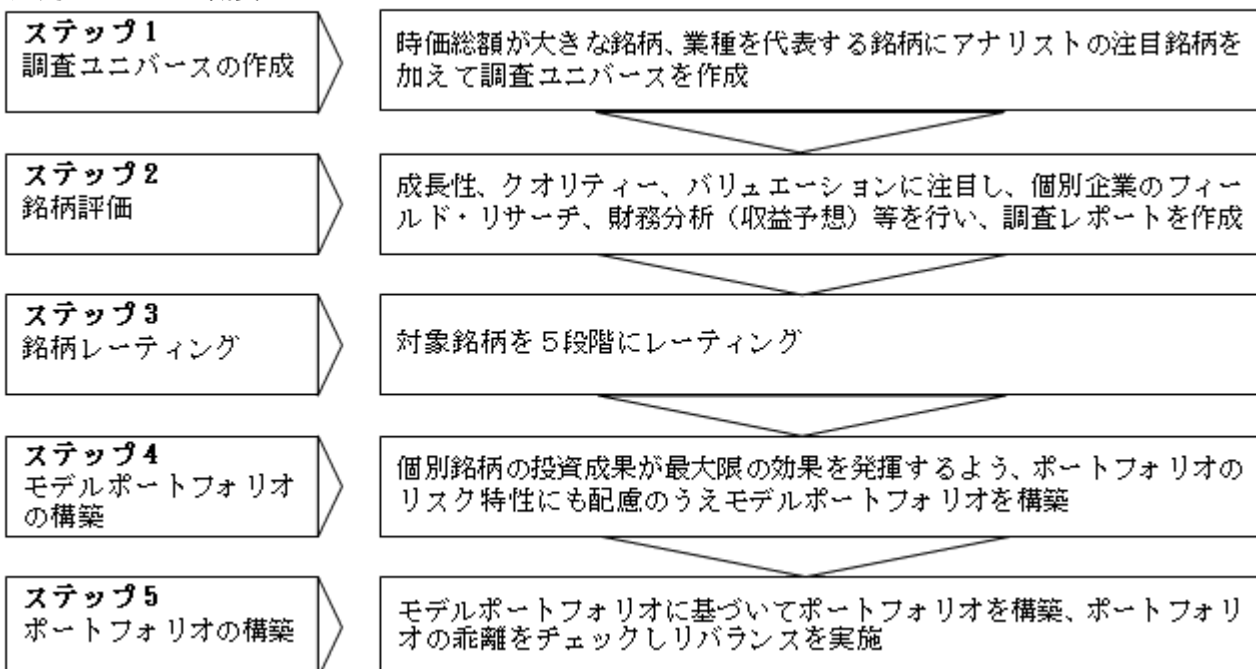 ステップ1
調査ユニバースの作成
時価総額が大きな銘柄、業種を代表する銘柄にアナリストの注目銘柄を
加えて調査ユニバースを作成
ステップ2
銘柄評価
成長性、クオリティー、バリュエーションに注目し、個別企業のフィー
ルド・リサーチ、財務分析（収益予想）等を行い、調査レポートを作成
ステップ3
銘柄レーティング
対象銘柄を５段階にレーティング
ステップ4
モデルポートフォリオ
の構築
個別銘柄の投資成果が最大限の効果を発揮するよう、ポートフォリオの
リスク特性にも配慮のうえモデルポートフォリオを構築
ステップ5
ポートフォリオの構築
モデルポートフォリオに基づいてポートフォリオを構築、ポートフォリ
オの乖離をチェックしリバランスを実施